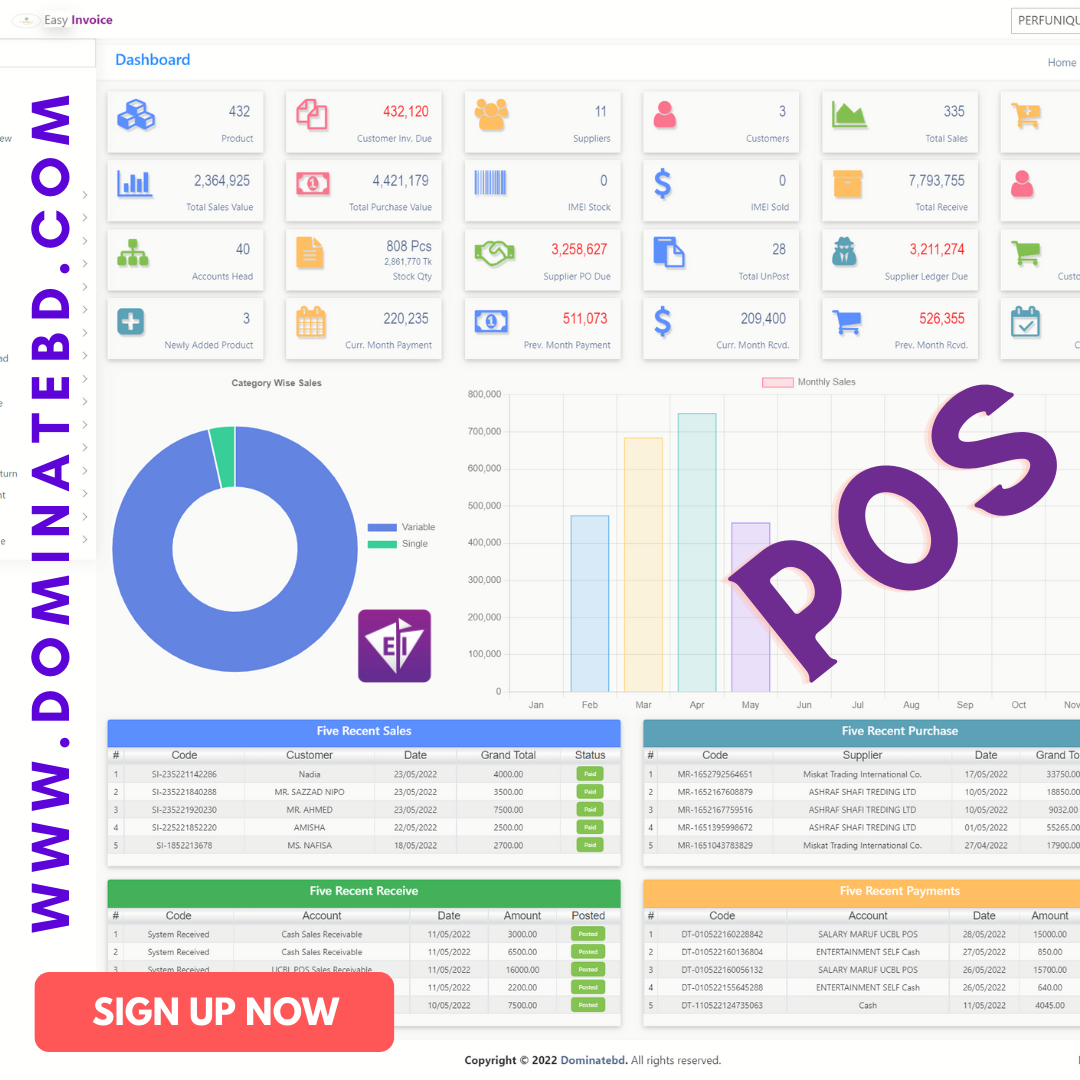 Easy Invoice
PERFUNIQU
Dashboard
Home
WWW.DOMINATEBD.COM
432
Product
432,120
Customer Inv. Due
11
Suppliers
3
Customers
335
Total Sales
2,364,925
Total Sales Value
4,421,179
Total Purchase Value
0
IMEI Stock
0
IMEI Sold
7,793,755
Total Receive
40
Accounts Head
808 Pcs
2,861,770 Tk
Stock Qty
3,258,627
Supplier PO Due
28
Total UnPost
3,211,274
Supplier Ledger Due
Custo
3
Newly Added Product
220,235
Curr. Month Payment
511,073
Prev. Month Payment
209,400
Curr. Month Rcvd.
526,355
Prev. Month Rcvd.
C
ew
ad
e
turn
nt
e
Category Wise Sales
Variable
Single
EI
Monthly Sales
800,000
700,000
600,000
500,000
400,000
300,000
200,000
100,000
0
Jan Feb Mar Apr May Jun Jul Aug Sep Oct Nov
POS
Five Recent Sales
# Code Customer Date Grand Total Status
1 SI-235221142286 Nadia 23/05/2022 4000.00 Paid
2 SI-235221840288 MR. SAZZAD NIPO 23/05/2022 3500.00 Paid
3 SI-235221920230 MR. AHMED 23/05/2022 7500.00 Paid
4 SI-225221852220 AMISHA 22/05/2022 2500.00 Paid
5 SI-1852213678 MS. NAFISA 18/05/2022 2700.00 Paid
Five Recent Purchase
# Code Supplier Date Grand To
1 MR-1652792564651 Miskat Trading International Co. 17/05/2022 33750.00
2 MR-1652167608879 ASHRAF SHAFI TREDING LTD 10/05/2022 18850.00
3 MR-1652167759516 ASHRAF SHAFI TREDING LTD 10/05/2022 9032.00
4 MR-1651395998672 ASHRAF SHAFI TREDING LTD 01/05/2022 55265.00
5 MR-1651043783829 Miskat Trading International Co. 27/04/2022 17900.00
Five Recent Receive
# Code Account Date Amount Posted
1 System Received Cash Sales Receivable 11/05/2022 3000.00 Posted
2 System Received Cash Sales Receivable 11/05/2022 6500.00 Posted
3 System Received UCBL POS Sales Receivable 11/05/2022 16000.00 Posted
11/05/2022 2200.00 Posted
10/05/2022 7500.00 Posted
Five Recent Payments
# Code Account Date Amount
1 DT-010522160228842 SALARY MARUF UCBL POS 28/05/2022 15000.00
2 DT-010522160136804 ENTERTAINMENT SELF Cash 27/05/2022 850.00
3 DT-010522160056132 SALARY MARUF UCBL POS 26/05/2022 15700.00
4 DT-010522155645288 ENTERTAINMENT SELF Cash 26/05/2022 640.00
5 DT-110522124735063 Cash 11/05/2022 4045.00
SIGN UP NOW
Copyright © 2022 Dominatebd. All rights reserved.